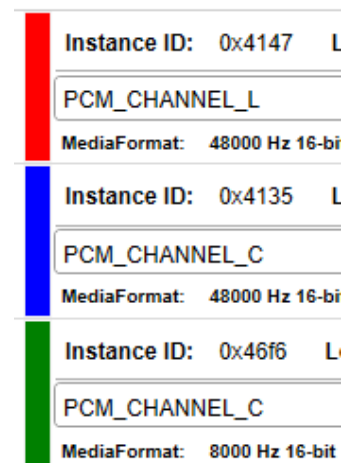 Instance ID: 0x4147
PCM_CHANNEL_L
MediaFormat: 48000 Hz 16-bit
Instance ID: 0x4135
PCM_CHANNEL_C
MediaFormat: 48000 Hz 16-bit
Instance ID: 0x46f6
PCM_CHANNEL_C
MediaFormat: 8000 Hz 16-bit